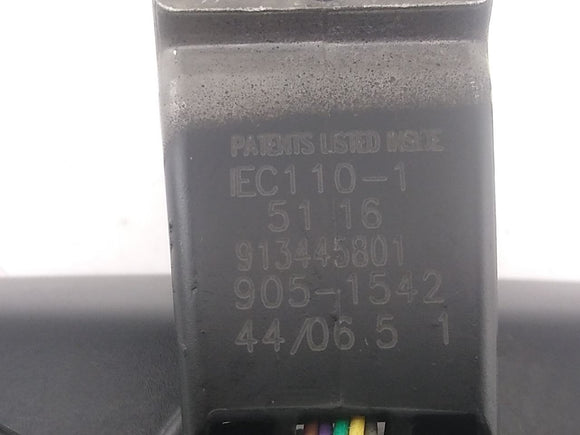 PATENTS LISTED INSIDE
IEC110-1
51 16
913445801
905-1542
44/06.5 1